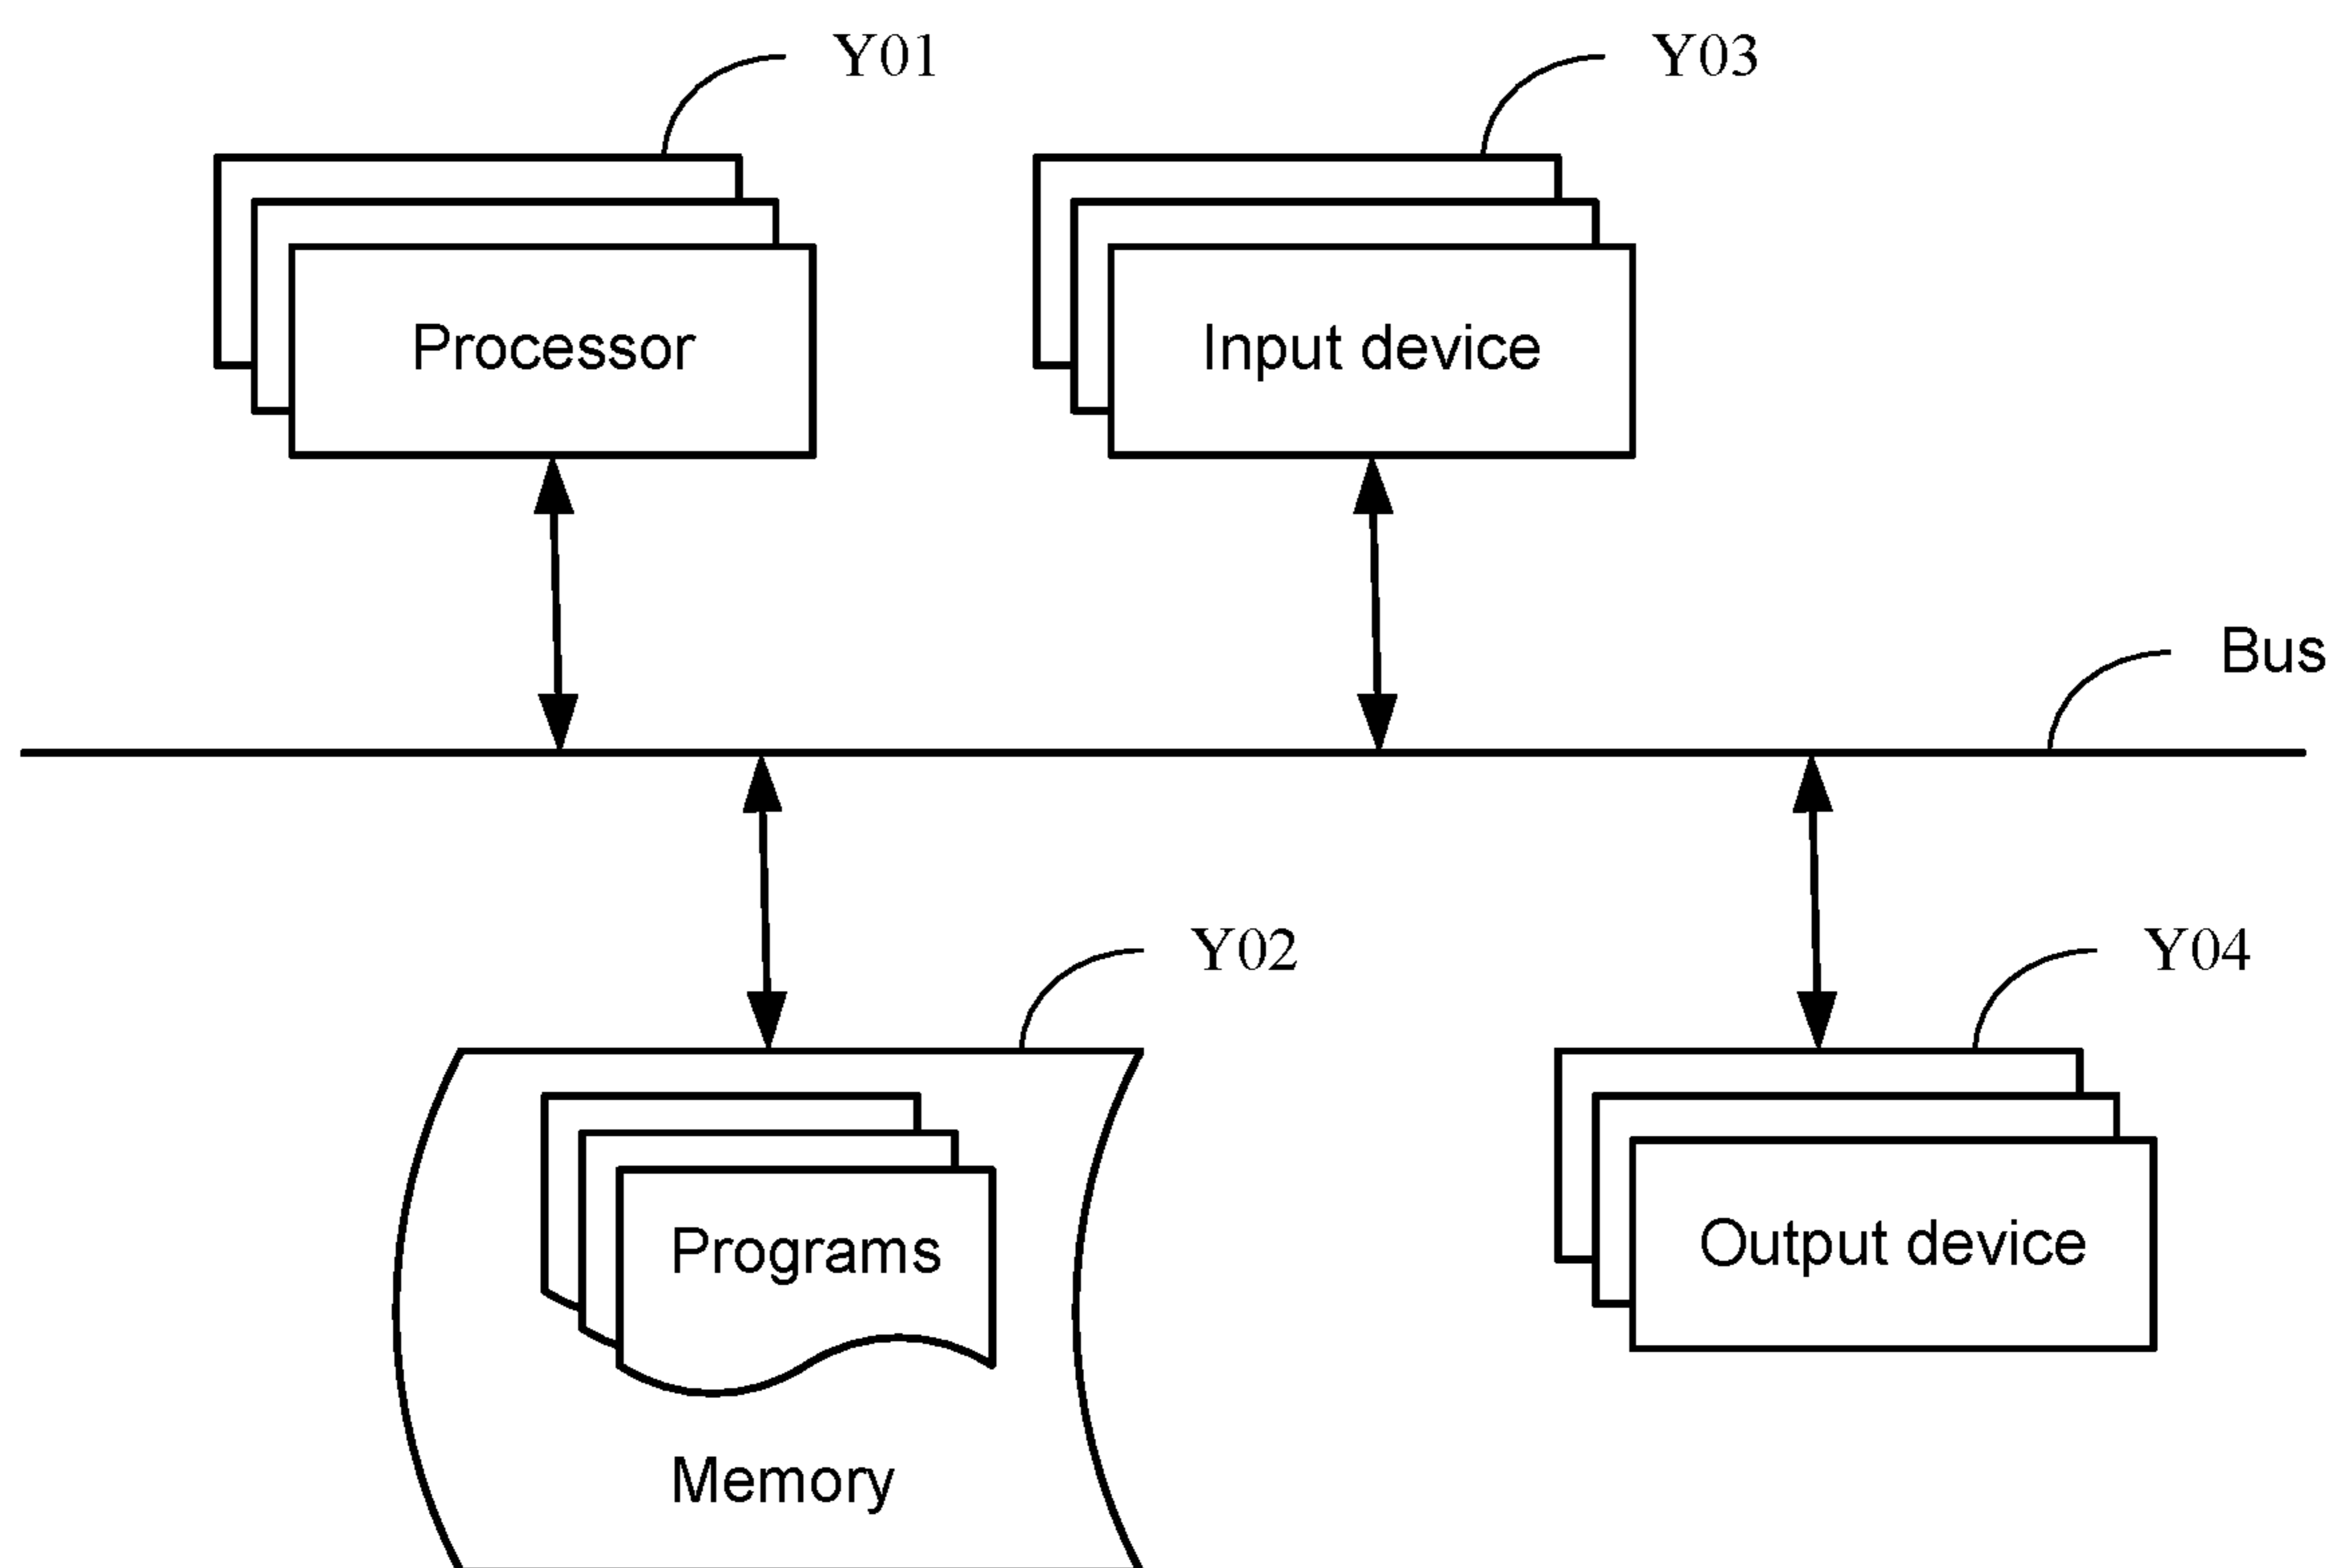 Y01
Y03
Processor
Input device
Bus
Y02
Y04
Programs
Output device
Memory